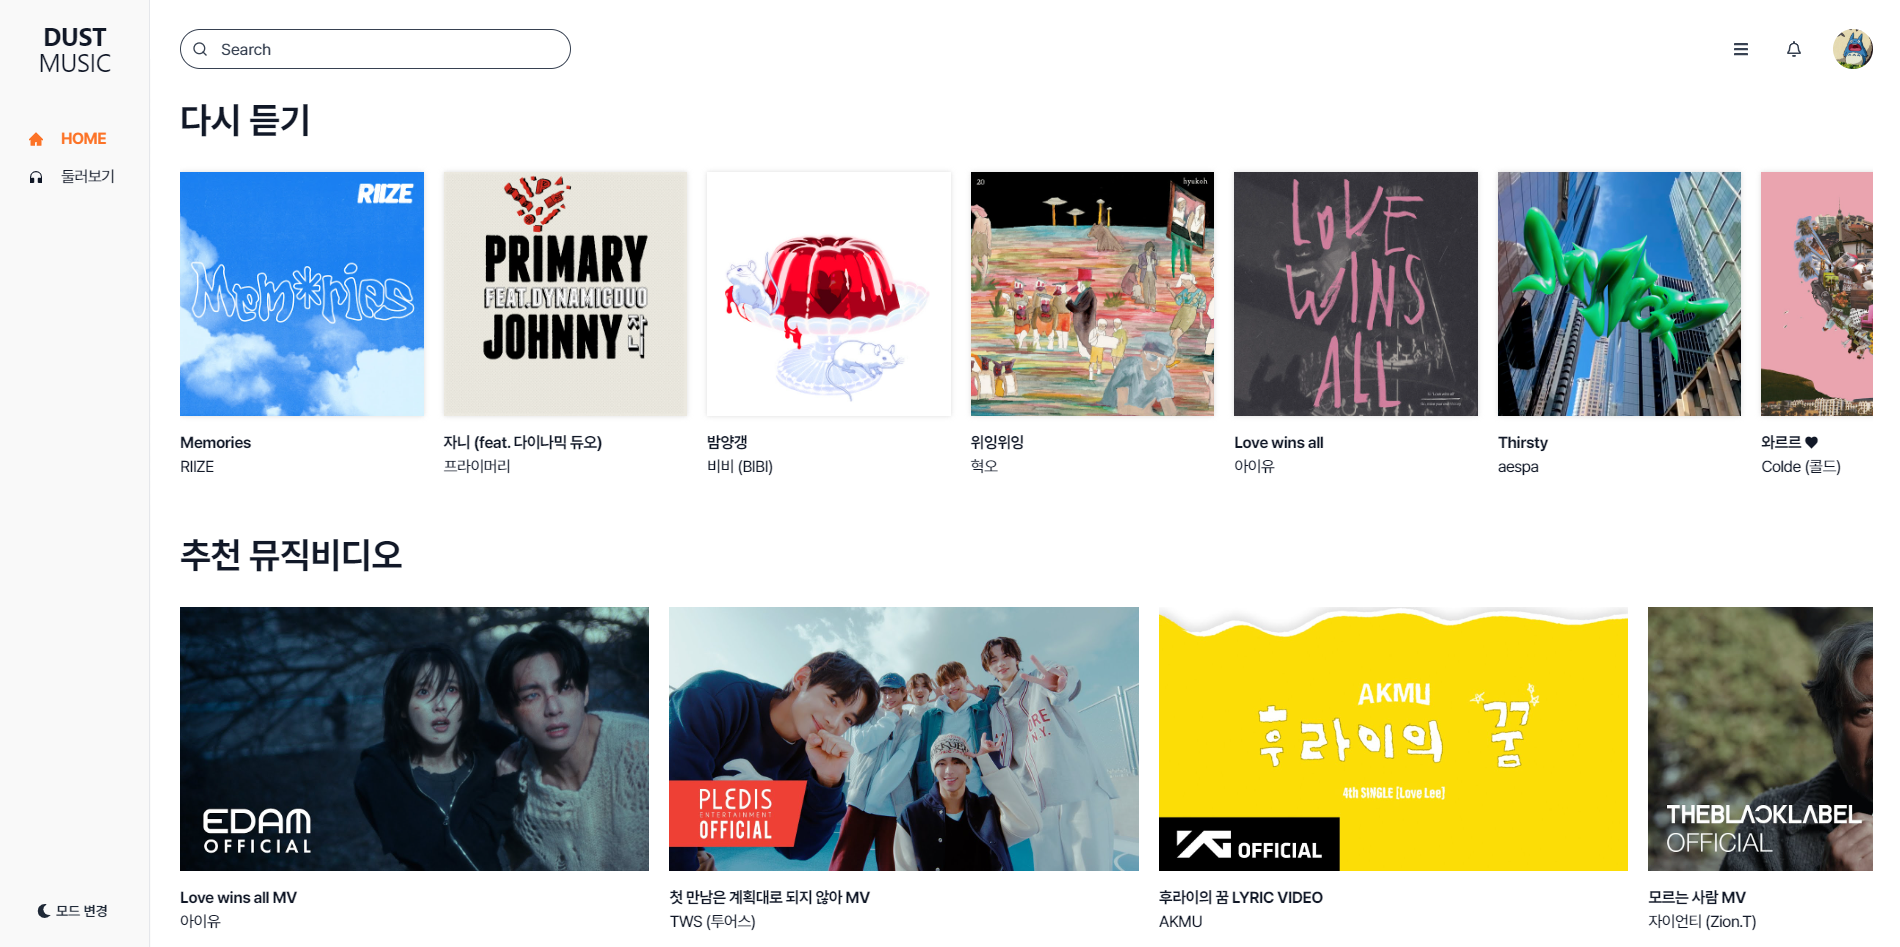 DUST
MUSIC
Search
HOME
둘러보기
다시 듣기
RIIZE
Mem*ries
PRIMARY
FEAT.DYNAMICDUO
JOHNNY 쟈니
20
hyukoh
LOVE
WINS
ALL
Memories
RIIZE
자니 (feat. 다이나믹 듀오)
프라이머리
밤양갱
비비 (BIBI)
위잉위잉
혁오
Love wins all
아이유
Thirsty
aespa
와르르 ♥
Colde (콜드)
추천 뮤직비디오
EDAM
OFFICIAL
PLEDIS
ENTERTAINMENT
OFFICIAL
AKMU
후라이의 꿈
4th SINGLE [Love Lee]
YG OFFICIAL
THEBLACKLABEL
OFFICIAL
Love wins all MV
아이유
첫 만남은 계획대로 되지 않아 MV
TWS (투어스)
후라이의 꿈 LYRIC VIDEO
AKMU
모르는 사람 MV
자이언티 (Zion.T)
모드 변경